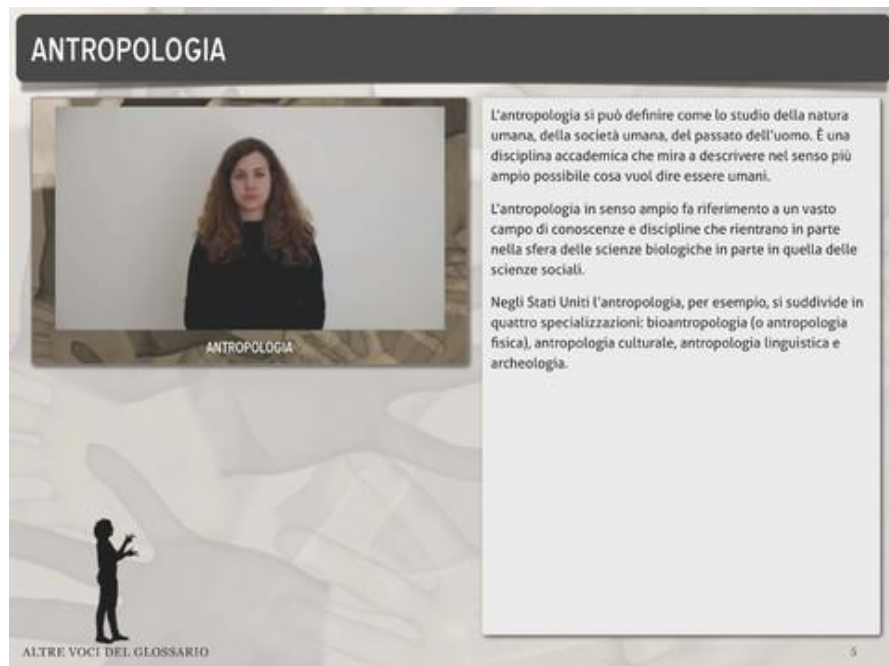 ANTROPOLOGIA
ANTROPOLOGIA
L'antropologia si può definire come lo studio della natura
umana, della società umana, del passato dell'uomo. È una
disciplina accademica che mira a descrivere nel senso più
ampio possibile cosa vuol dire essere umani.
L'antropologia in senso ampio fa riferimento a un vasto
campo di conoscenze e discipline che rientrano in parte
nella sfera delle scienze biologiche in parte in quella delle
scienze sociali.
Negli Stati Uniti l'antropologia, per esempio, si suddivide in
quattro specializzazioni: bioantropologia (o antropologia
fisica), antropologia culturale, antropologia linguistica e
archeologia.
ALTRE VOCI DEL GLOSSARIO
5